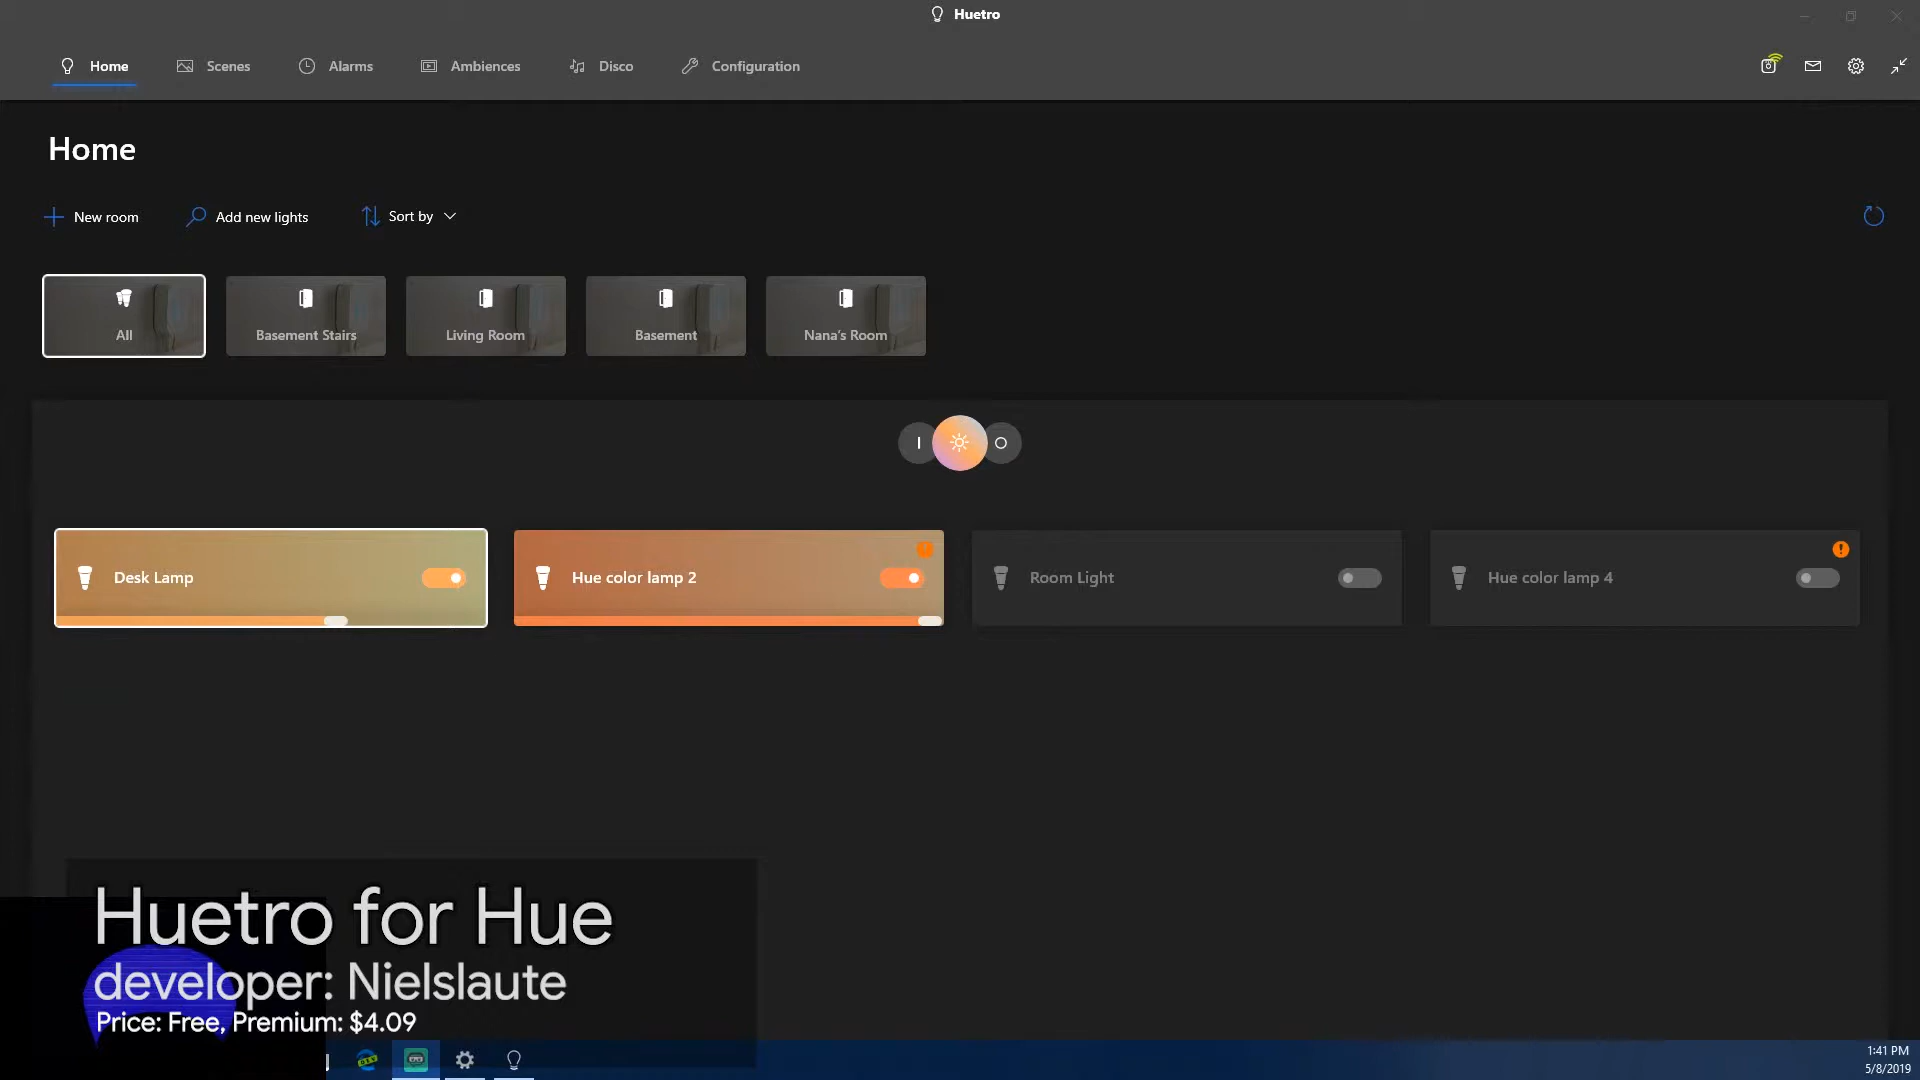 Huetro
Home Scenes Alarms Ambiences Disco Configuration
Home
New room Add new lights Sort by
All Basement Stairs Living Room Basement Nana's Room
Desk Lamp Hue color lamp 2 Room Light Hue color lamp 4
Huetro for Hue
developer: Nielslaute
Price: Free, Premium: $4.09
1:41 PM
5/8/2019